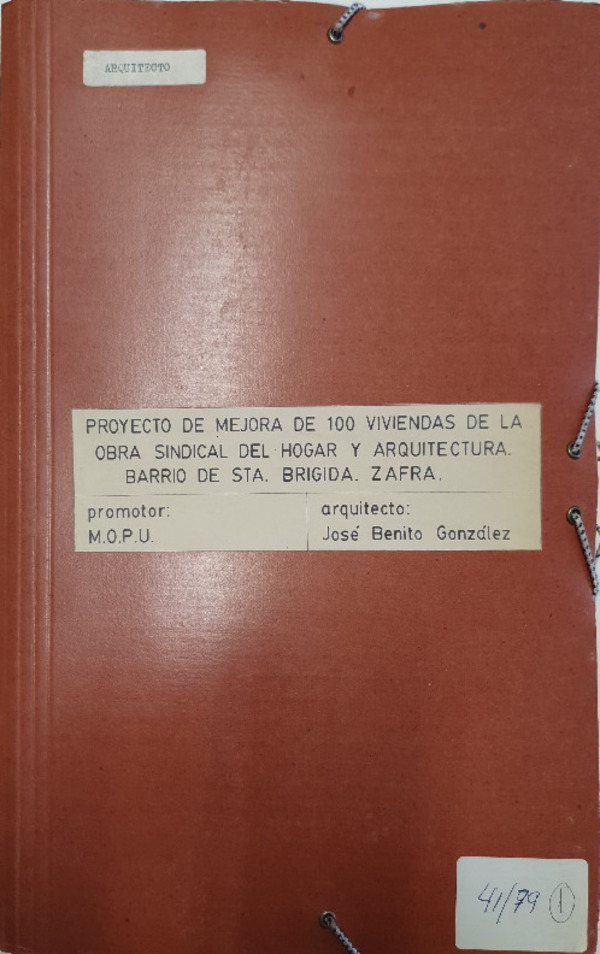 ARQUITECTO
PROYECTO DE MEJORA DE 100 VIVIENDAS DE LA
OBRA SINDICAL DEL HOGAR Y ARQUITECTURA.
BARRIO DE STA. BRIGIDA. ZAFRA.
promotor:
M.O.P.U.
arquitecto:
José Benito González
41/79 1